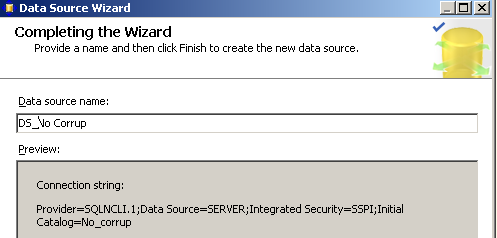 Data Source Wizard
Completing the Wizard
Provide a name and then click Finish to create the new data source.
Data source name:
DS_No Corrup
Preview:
Connection string:
Provider=SQLNCLI.1;Data Source=SERVER;Integrated Security=SSPI;Initial
Catalog=No_corrup